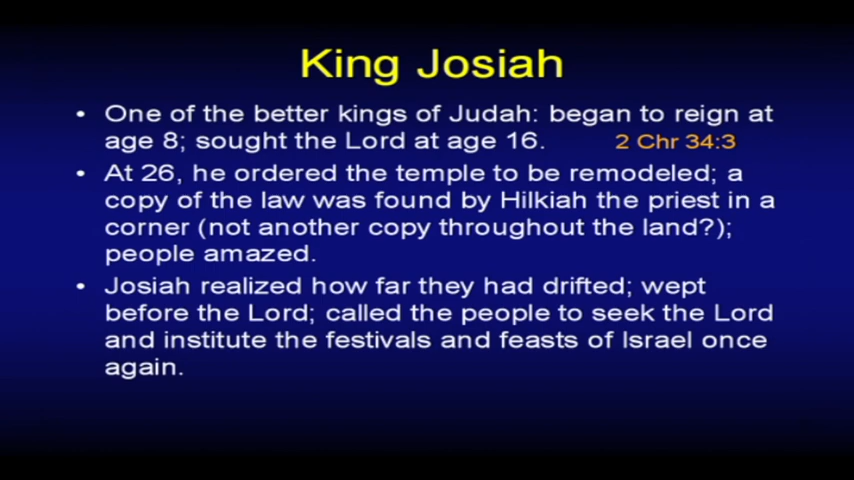 King Josiah
• One of the better kings of Judah: began to reign at
age 8; sought the Lord at age 16. 2 Chr 34:3
• At 26, he ordered the temple to be remodeled; a
copy of the law was found by Hilkiah the priest in a
corner (not another copy throughout the land?);
people amazed.
• Josiah realized how far they had drifted; wept
before the Lord; called the people to seek the Lord
and institute the festivals and feasts of Israel once
again.